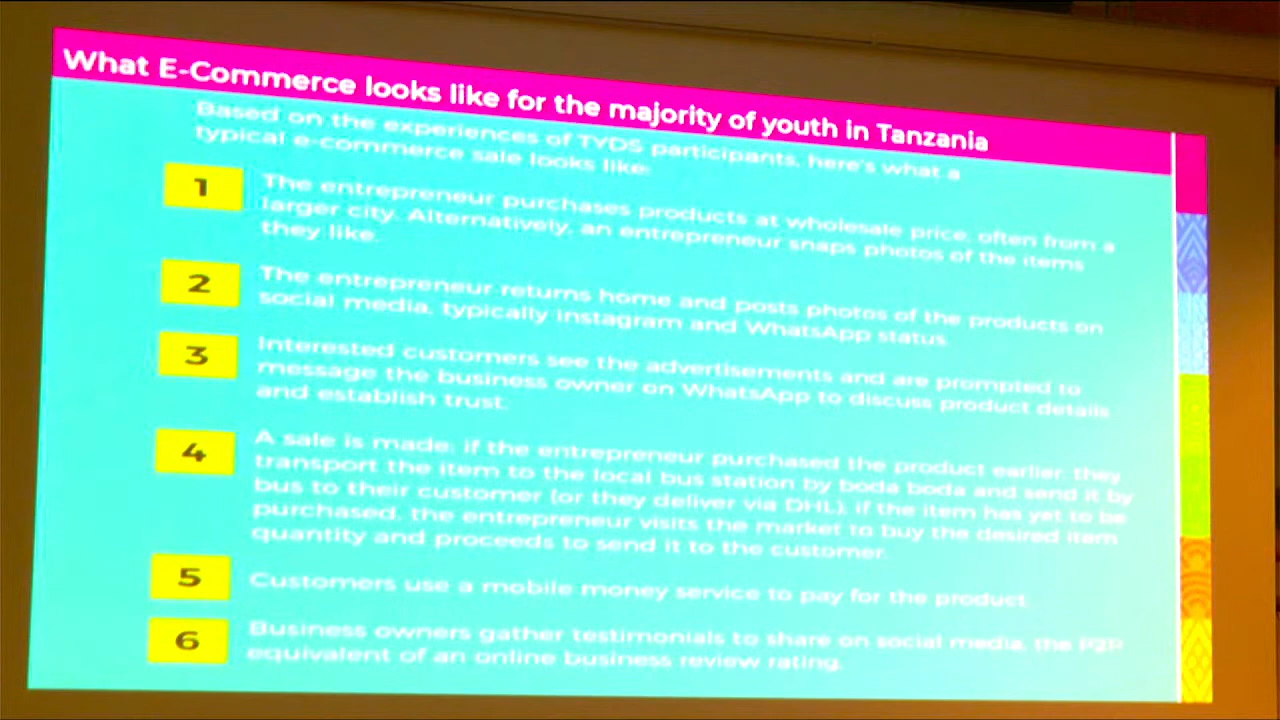 What E-Commerce looks like for the majority of youth in Tanzania
Based on the experiences of TYDS participants, here's what a
typical e-commerce sale looks like:
1
The entrepreneur purchases products at wholesale price, often from a
larger city. Alternatively, an entrepreneur snaps photos of the items
they like.
2
The entrepreneur returns home and posts photos of the products on
social media, typically Instagram and WhatsApp status.
3
Interested customers see the advertisements and are prompted to
message the business owner on WhatsApp to discuss product details
and establish trust.
4
A sale is made: if the entrepreneur purchased the product earlier, they
transport the item to the local bus station by boda boda and send it by
bus to their customer (or they deliver via DHL); if the item has yet to be
purchased, the entrepreneur visits the market to buy the desired item
quantity and proceeds to send it to the customer.
5
Customers use a mobile money service to pay for the product.
6
Business owners gather testimonials to share on social media, the P2P
equivalent of an online business review rating.